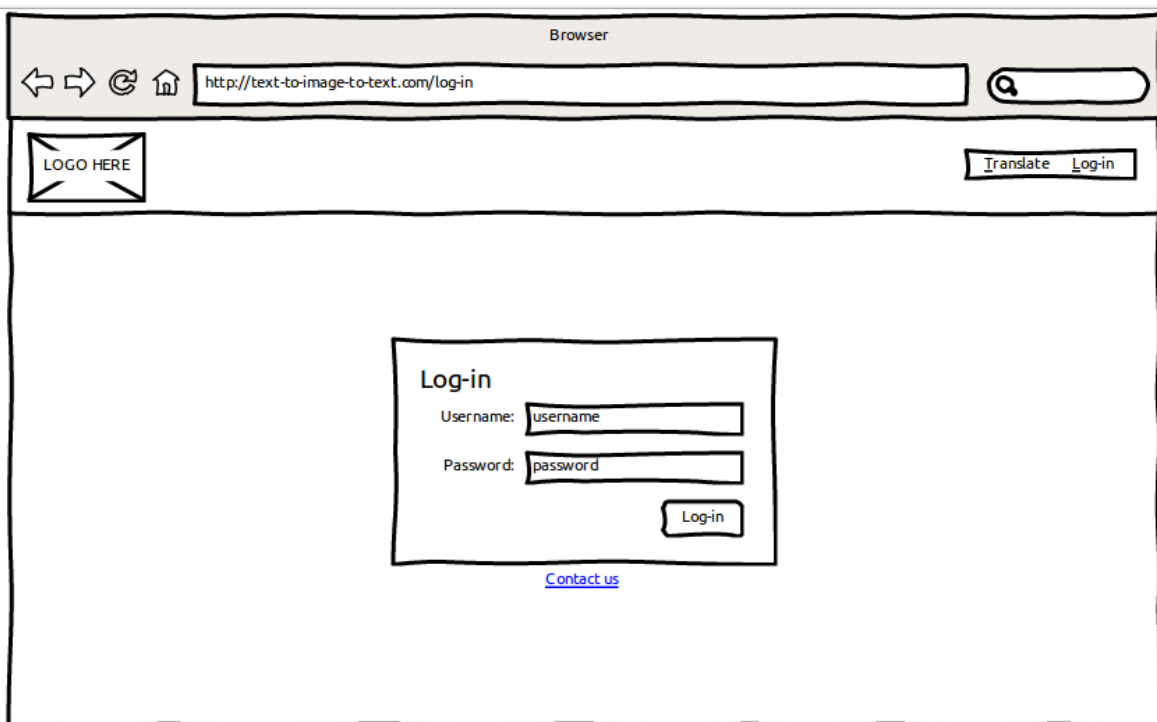 Browser
http://text-to-image-to-text.com/log-in
LOGO HERE
Translate Log-in
Log-in
Username: username
Password: password
Log-in
Contact us